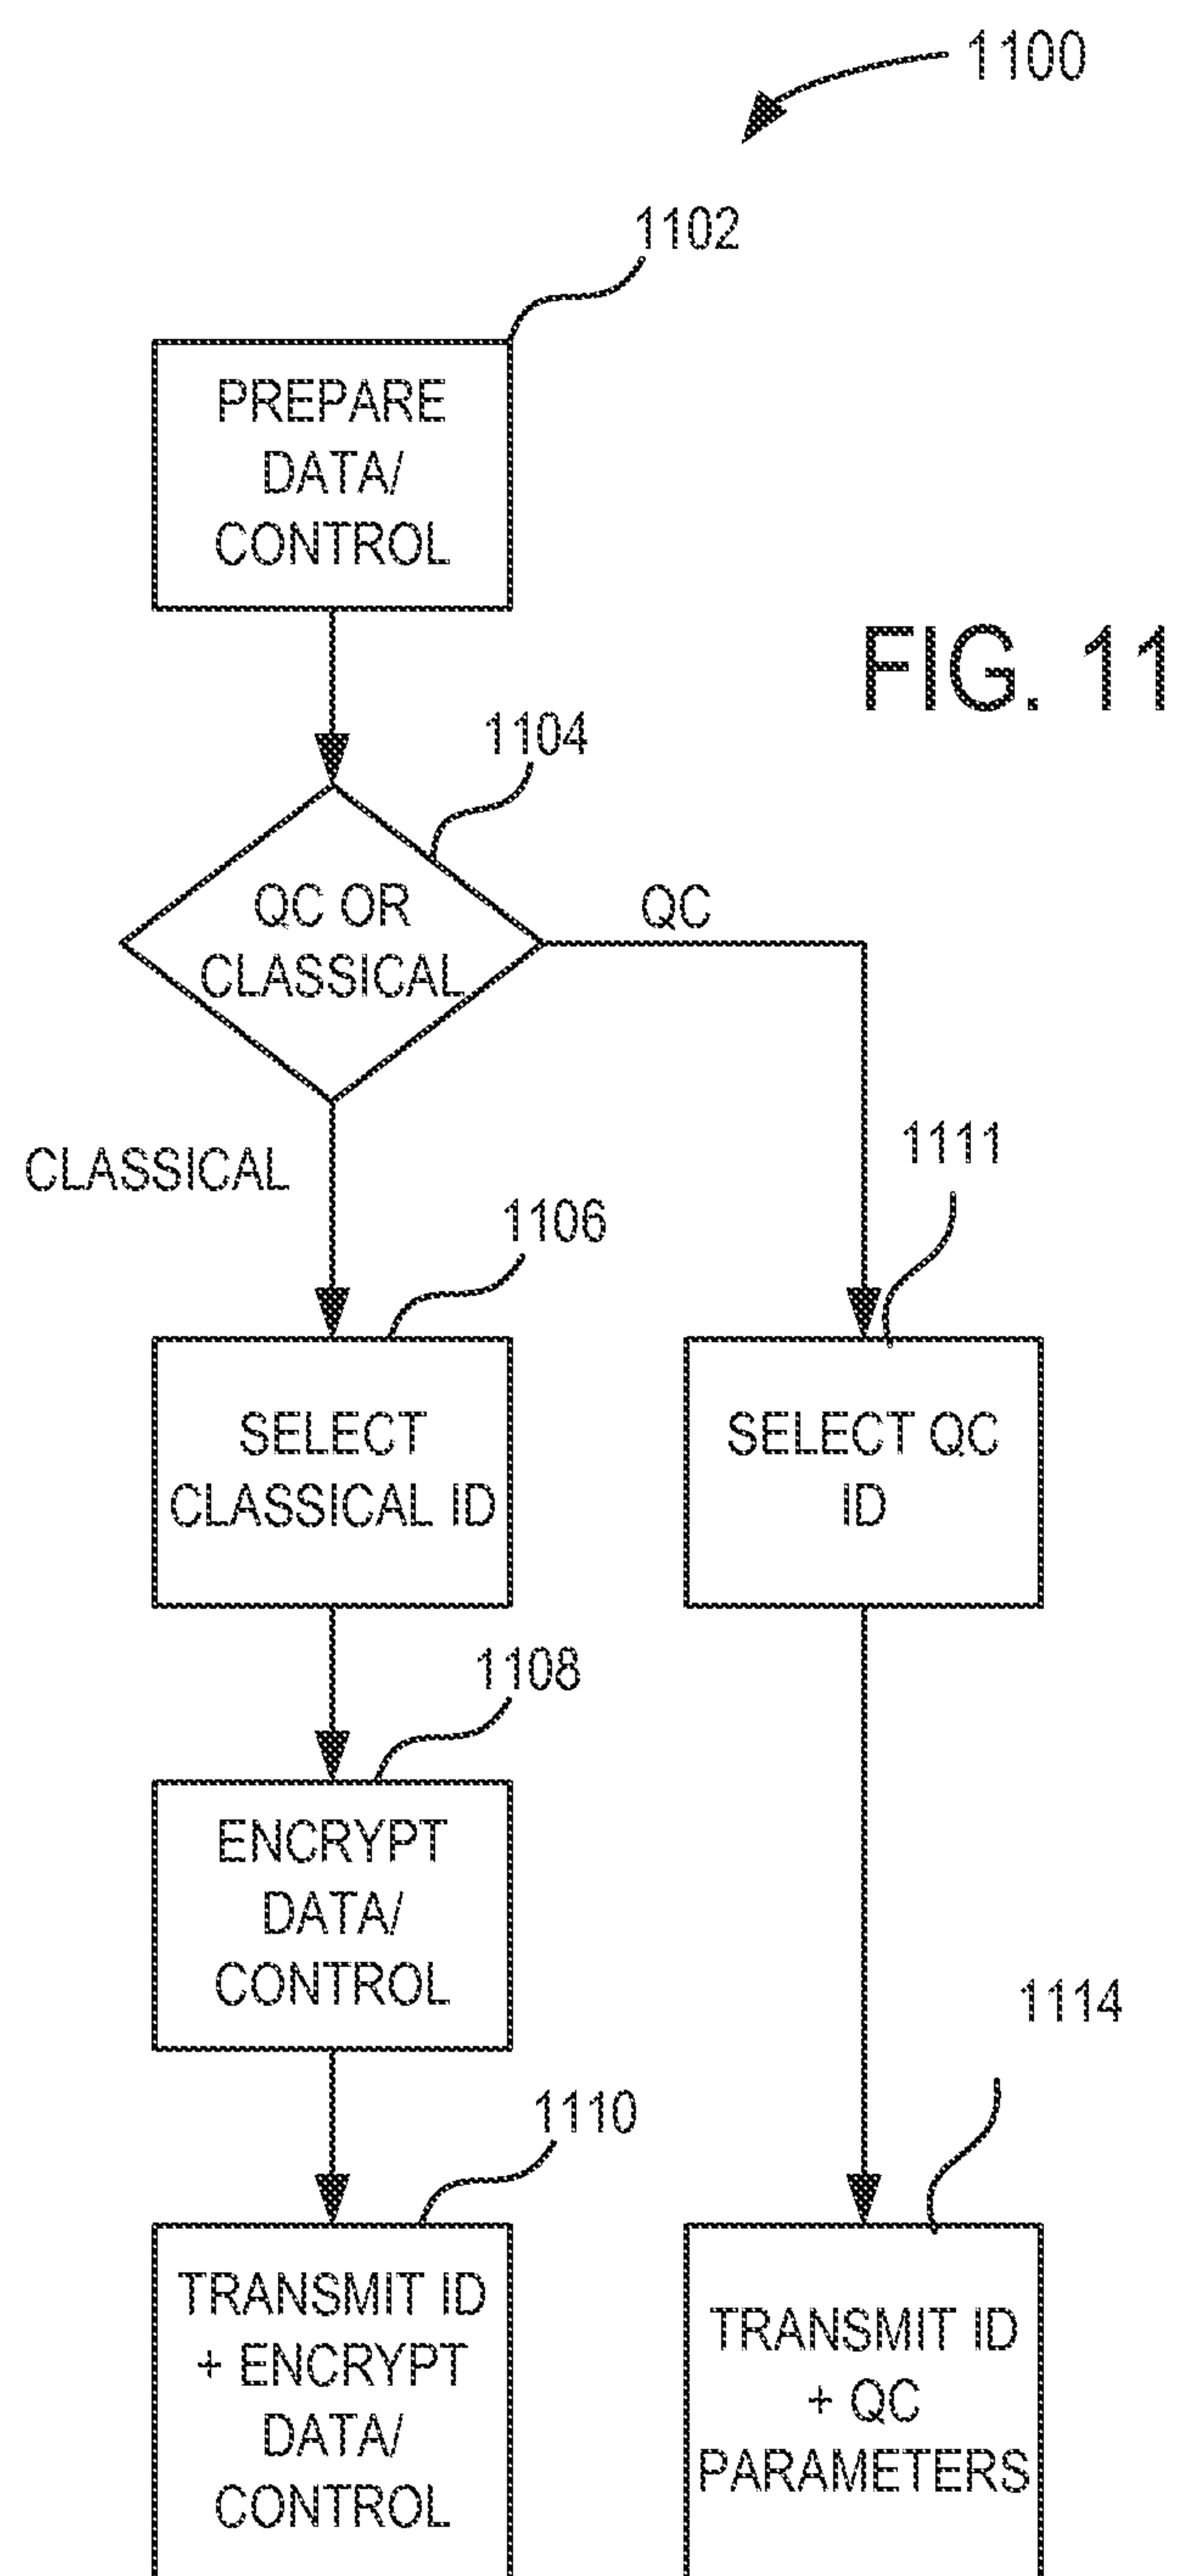 1100
1102
PREPARE
DATA/
CONTROL
FIG. 11
1104
QC OR
CLASSICAL
QC
CLASSICAL
1111
1106
SELECT
CLASSICAL ID
SELECT QC
ID
1108
ENCRYPT
DATA/
CONTROL
1114
1110
TRANSMIT ID
+ ENCRYPT
DATA/
CONTROL
TRANSMIT ID
+ QC
PARAMETERS